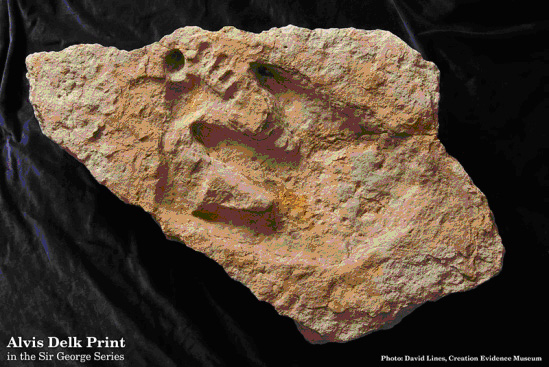 Alvis Delk Print
in the Sir George Series
Photo: David Lines, Creation Evidence Museum